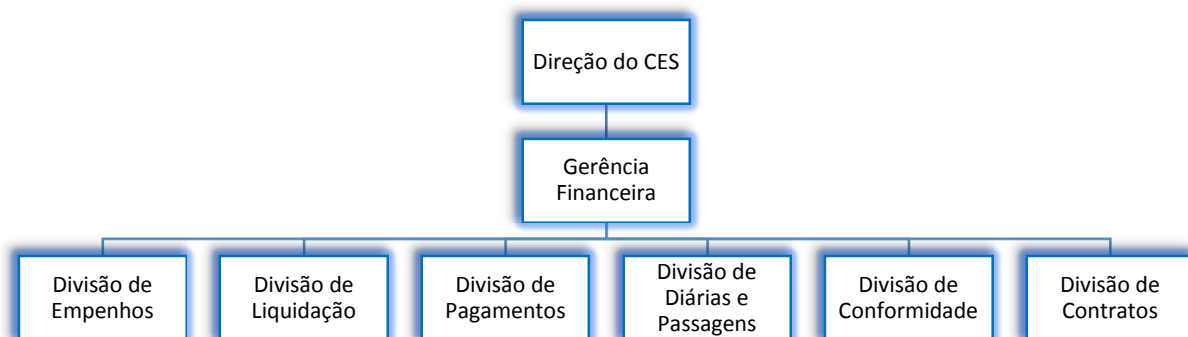 Direção do CES
Gerência
Financeira
Divisão de
Empenhos
Divisão de
Liquidação
Divisão de
Pagamentos
Divisão de
Diárias e
Passagens
Divisão de
Conformidade
Divisão de
Contratos